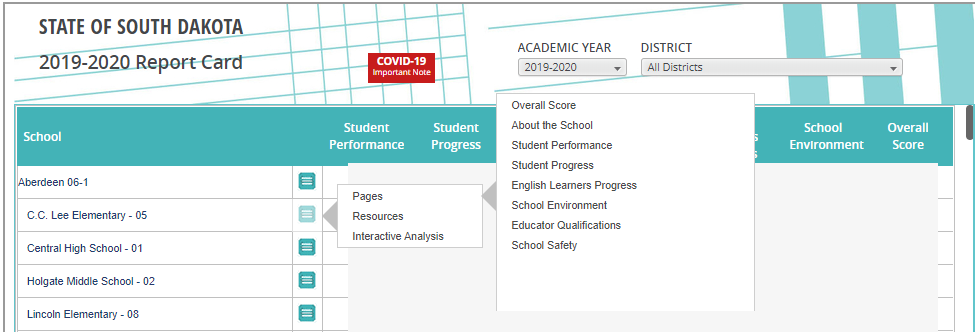 STATE OF SOUTH DAKOTA
2019-2020 Report Card
COVID-19
Important Note
ACADEMIC YEAR
DISTRICT
2019-2020
All Districts
School
Student
Performance
Student
Progress
School
Environment
Overall
Score
Aberdeen 06-1
C.C. Lee Elementary - 05
Central High School - 01
Holgate Middle School - 02
Lincoln Elementary - 08
Pages
Resources
Interactive Analysis
Overall Score
About the School
Student Performance
Student Progress
English Learners Progress
School Environment
Educator Qualifications
School Safety